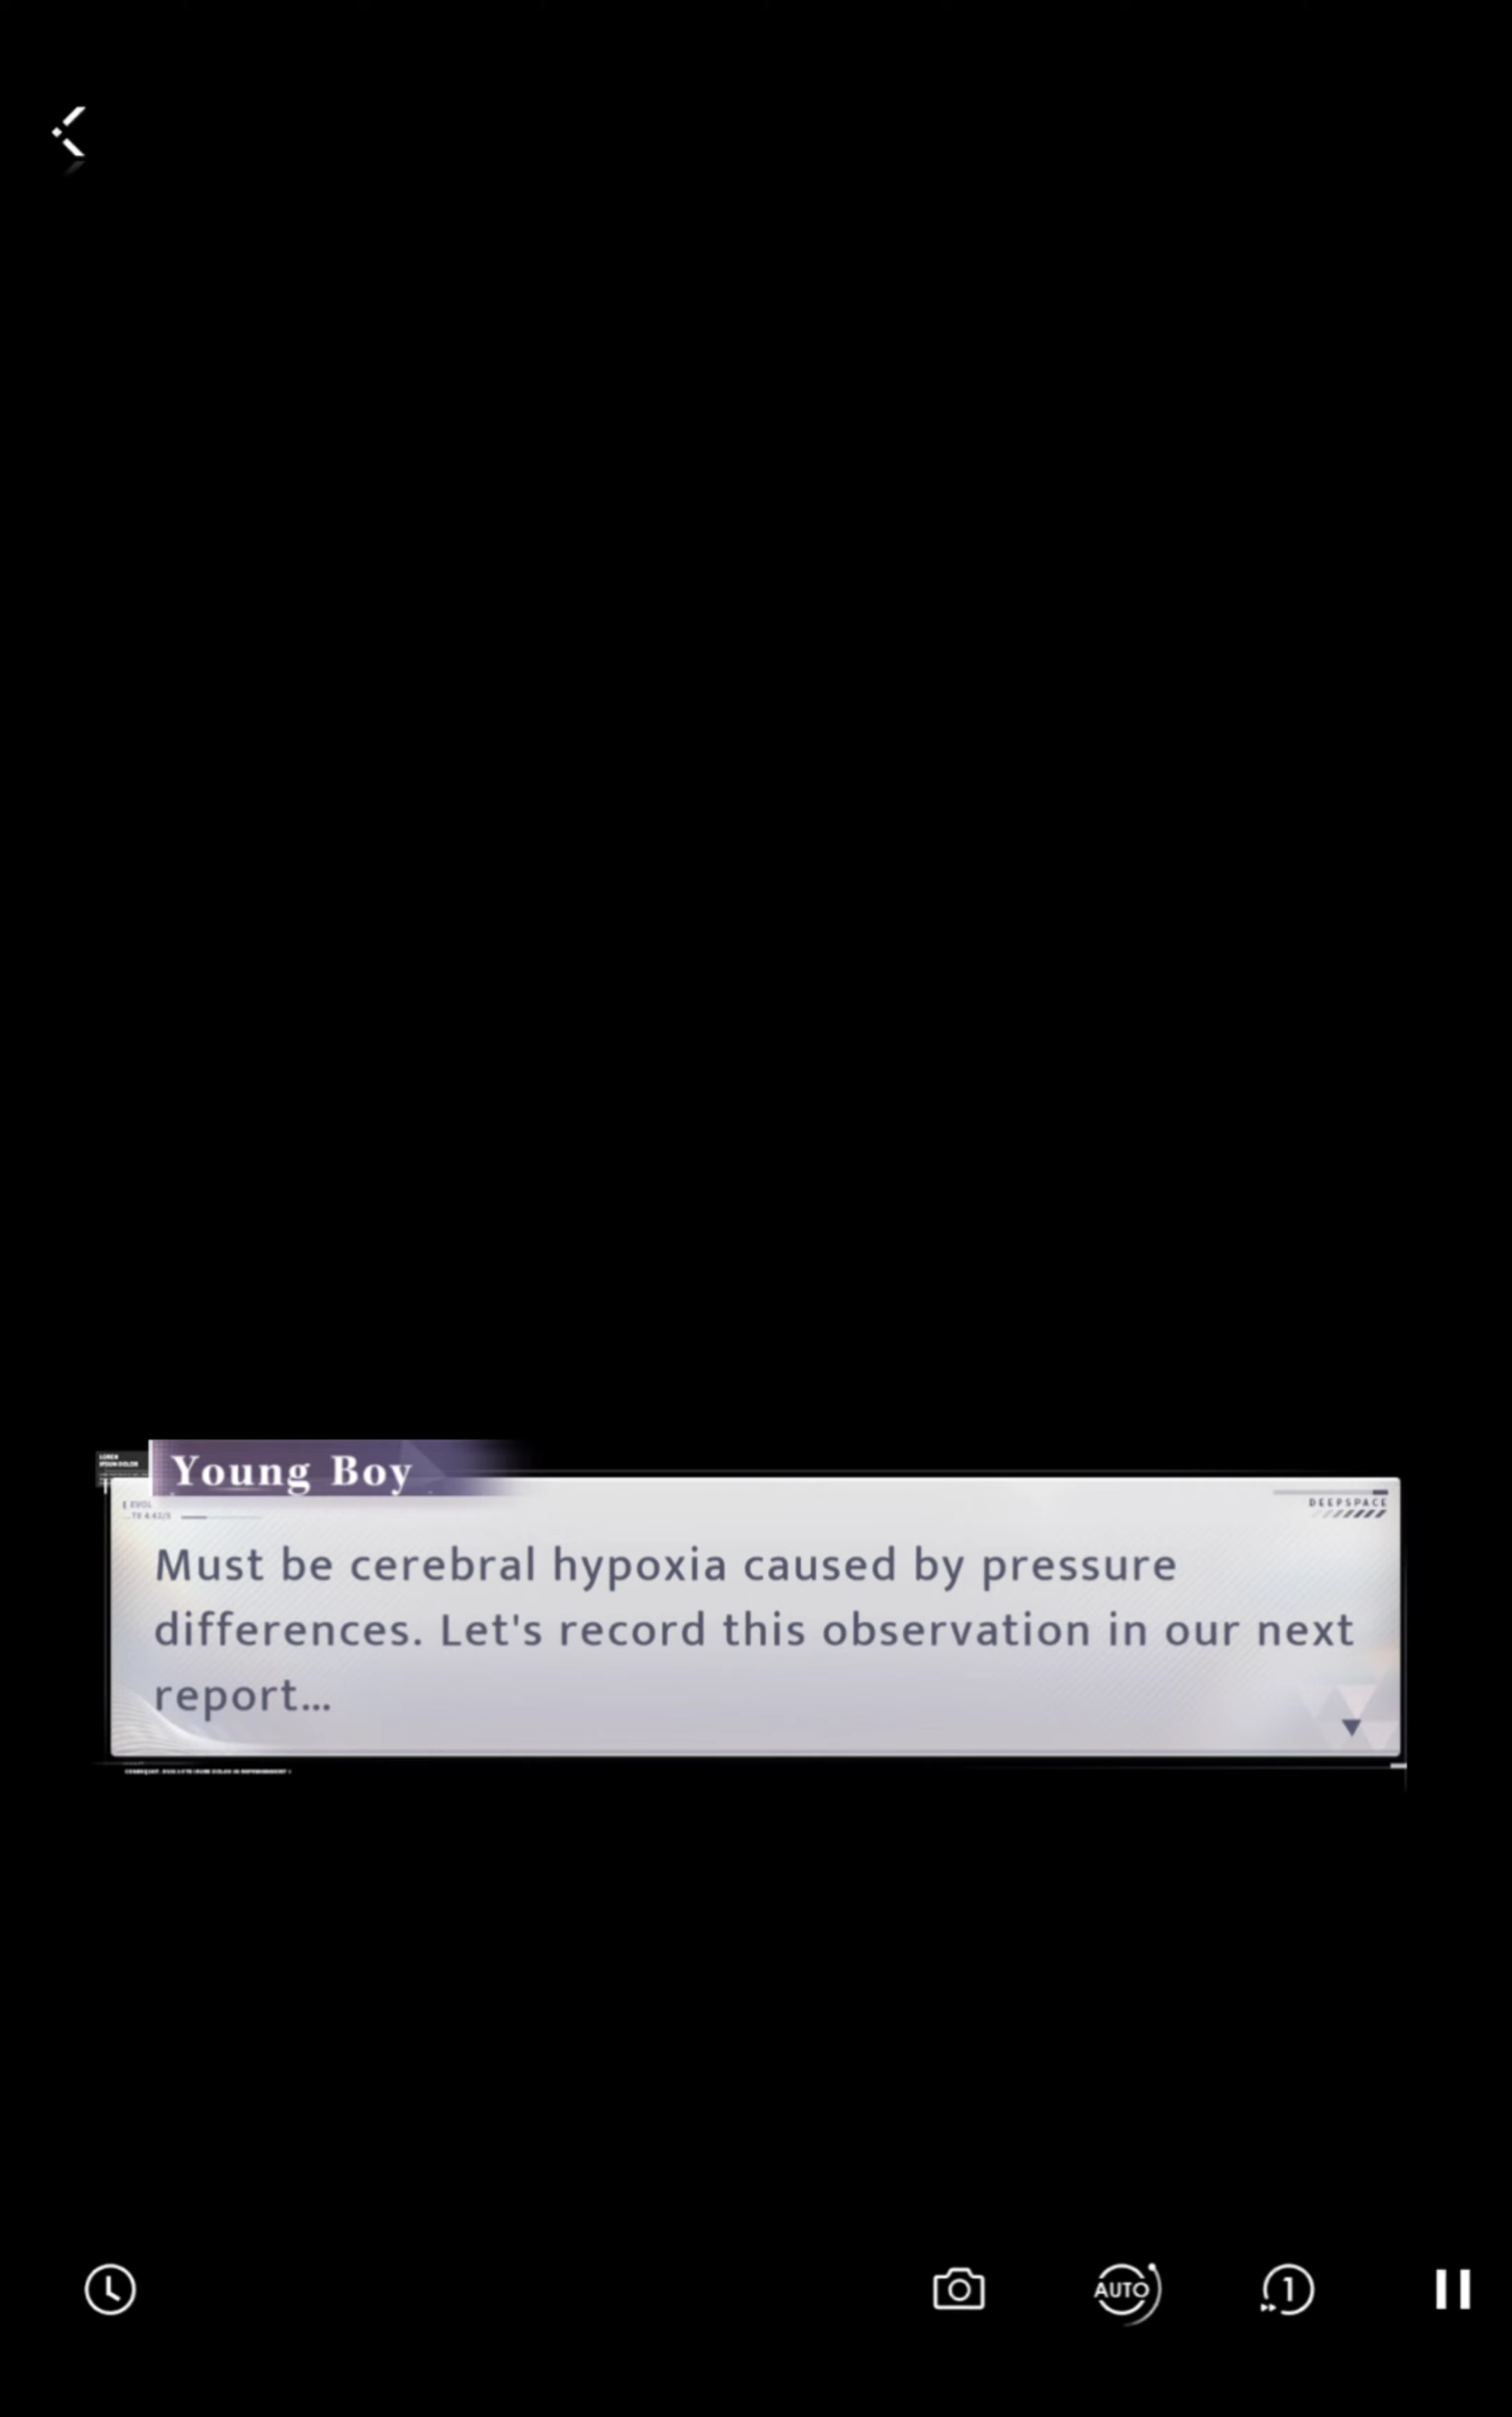 Young Boy
DEEPSPACE
Must be cerebral hypoxia caused by pressure
differences. Let's record this observation in our next
report...
AUTO
1